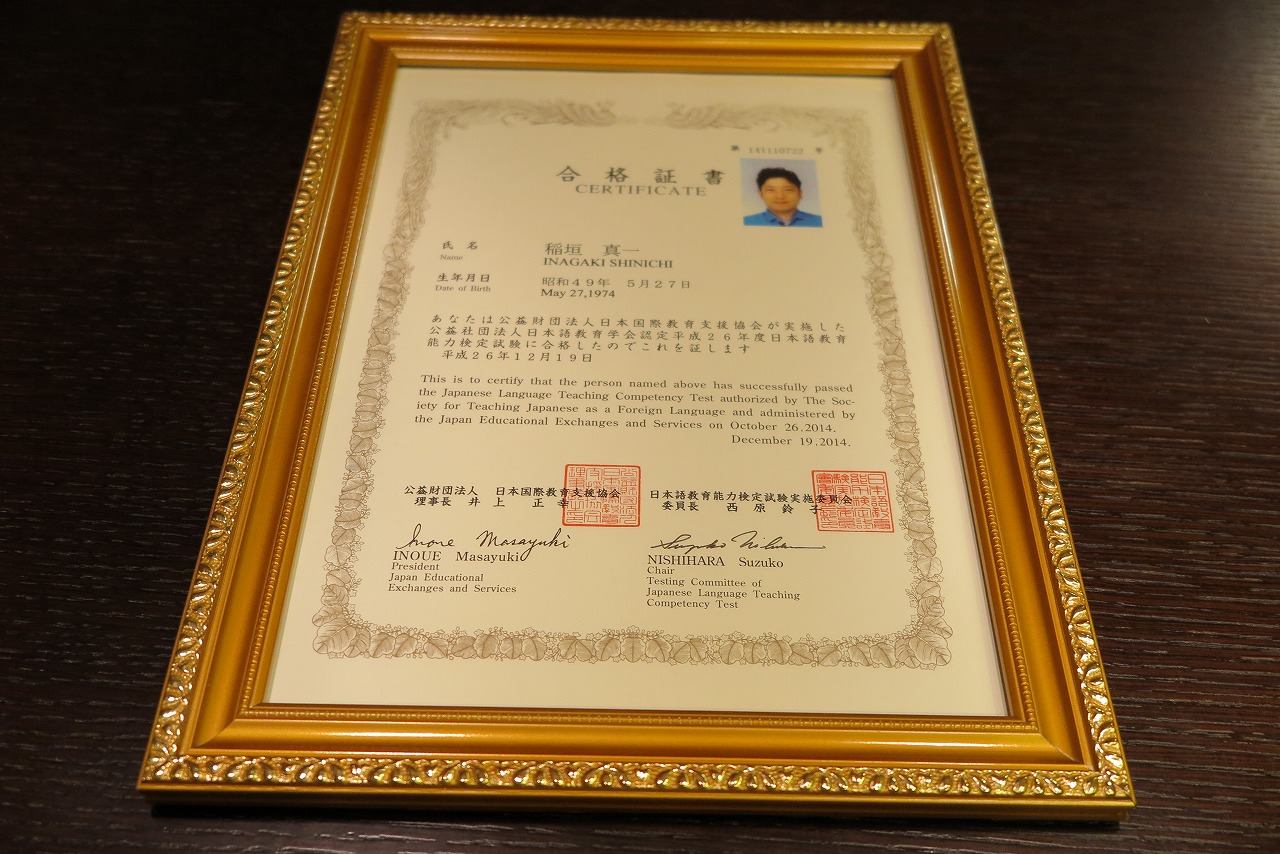 第 141110722 号
合格証書
CERTIFICATE
氏名 稲垣 真一
Name INAGAKI SHINICHI
生年月日 昭和49年 5月27日
Date of Birth May 27,1974
あなたは公益財団法人日本国際教育支援協会が実施した
公益社団法人日本語教育学会認定平成26年度日本語教育
能力検定試験に合格したのでこれを証します
平成26年12月19日
This is to certify that the person named above has successfully passed
the Japanese Language Teaching Competency Test authorized by The Soc-
iety for Teaching Japanese as a Foreign Language and administered by
the Japan Educational Exchanges and Services on October 26,2014.
December 19,2014.
公益財団法人 日本国際教育支援協会
理事長 井上 正幸
Inoue Masayuki
INOUE Masayuki
President
Japan Educational
Exchanges and Services
日本語教育能力検定試験実施委員会
委員長 西原鈴子
NISHIHARA Suzuko
Chair
Testing Committee of
Japanese Language Teaching
Competency Test